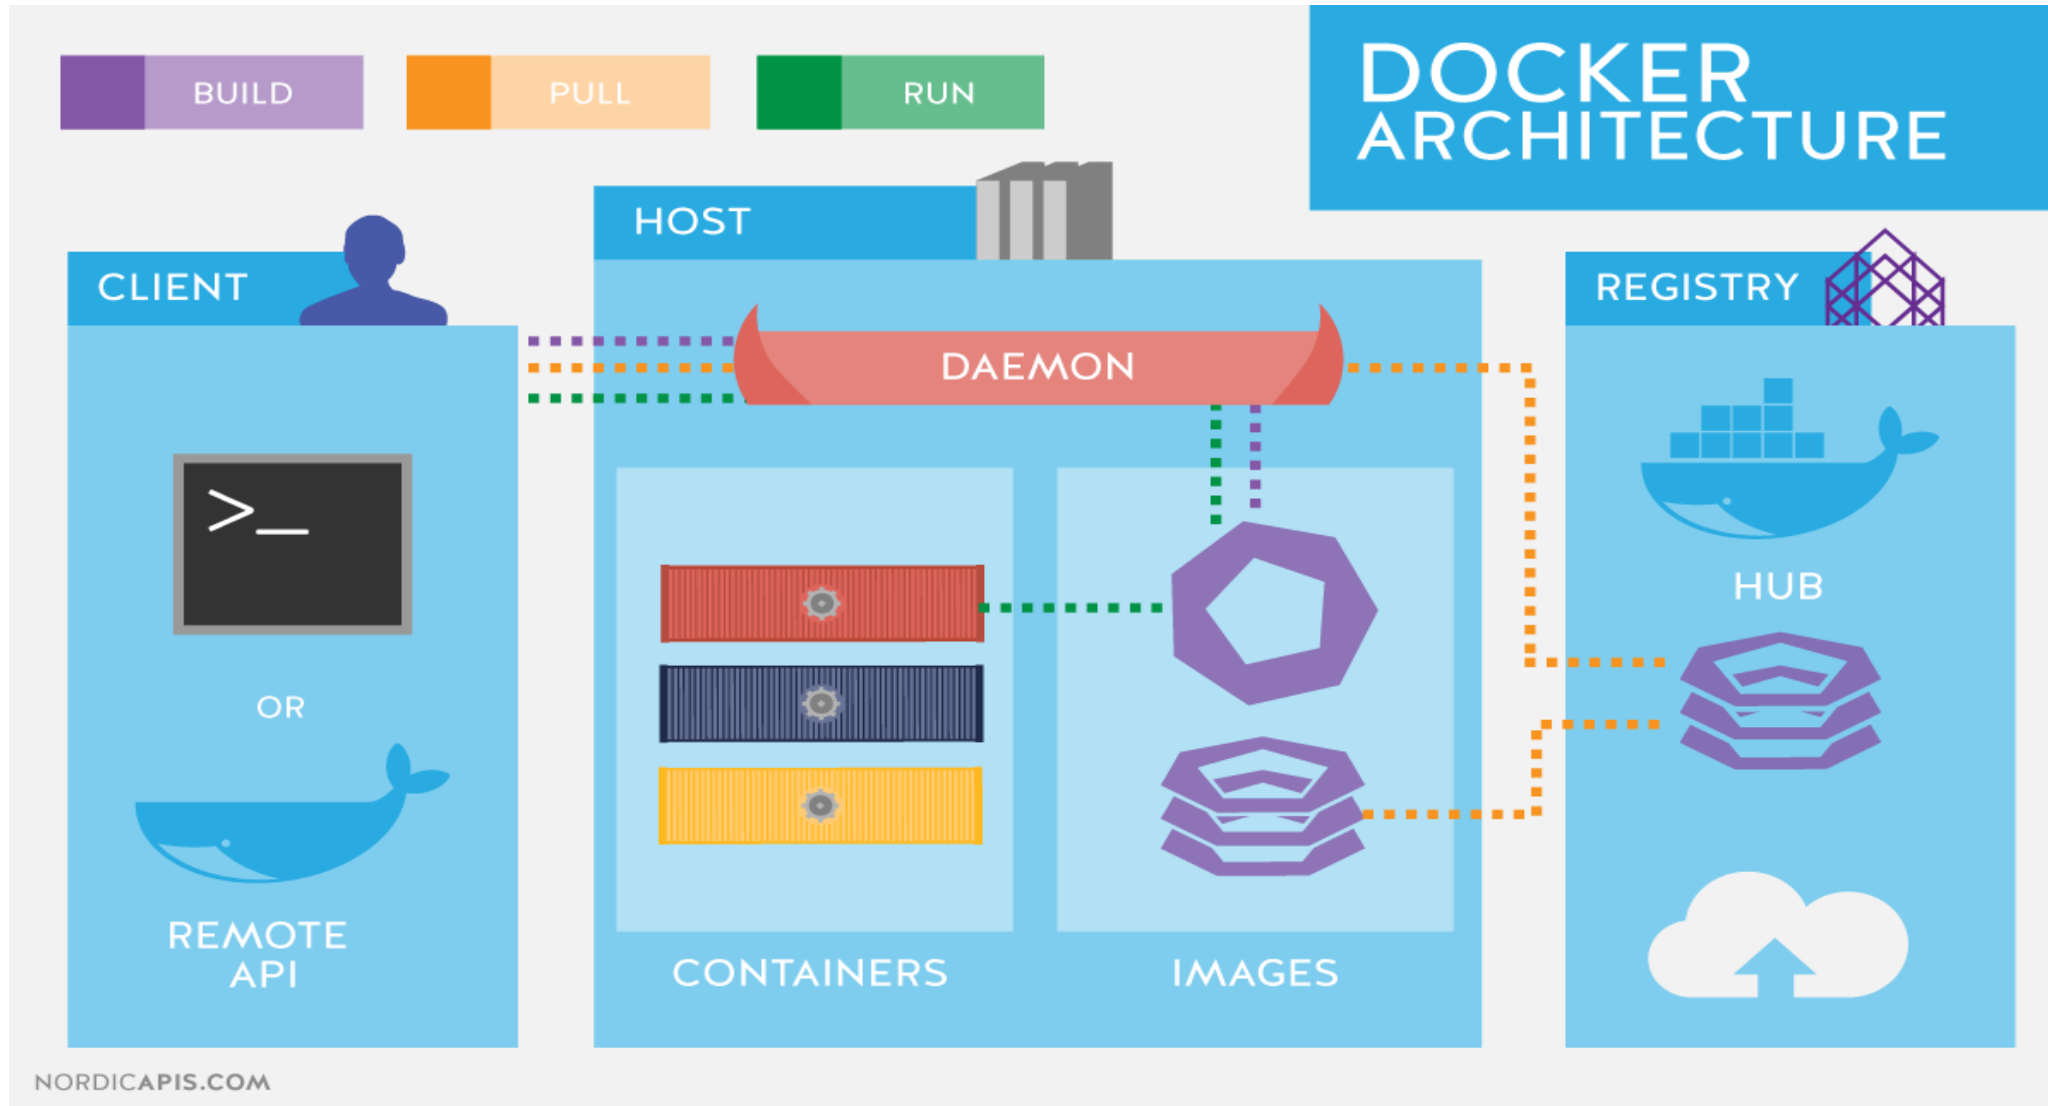 BUILD
PULL
RUN
DOCKER
ARCHITECTURE
HOST
CLIENT
REGISTRY
DAEMON
>_
HUB
OR
REMOTE
API
CONTAINERS
IMAGES
NORDICAPIS.COM